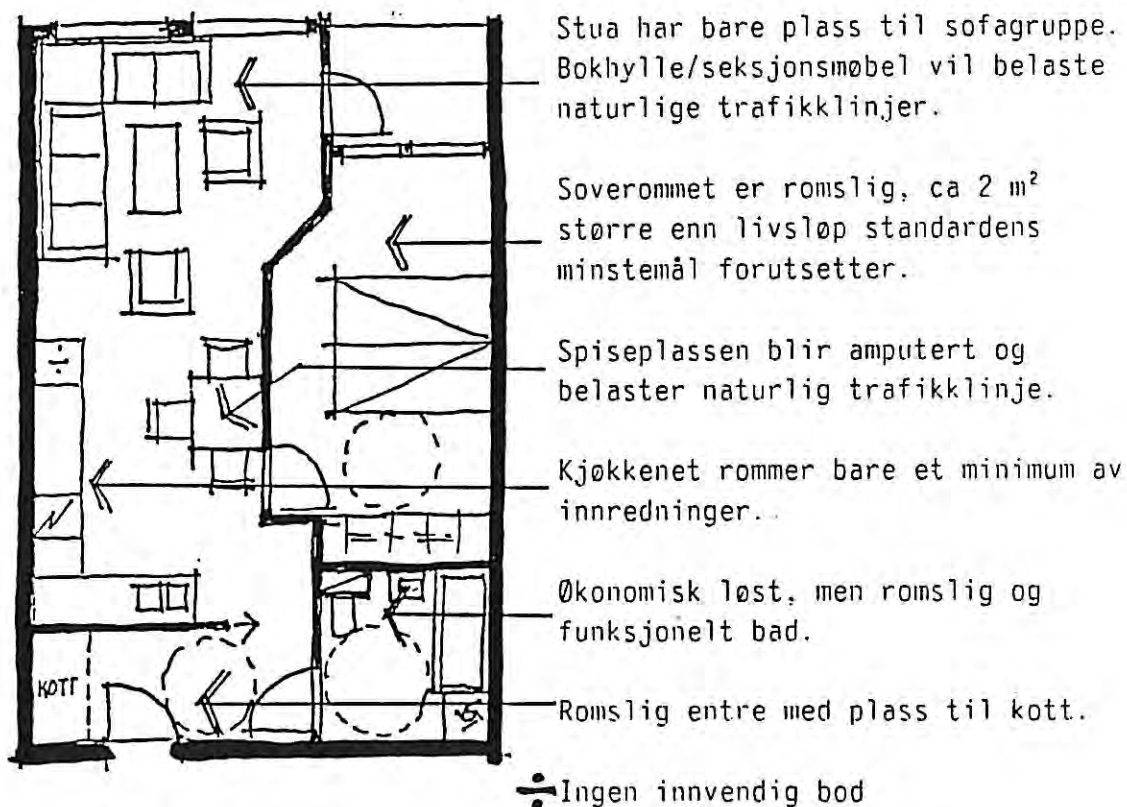 Stua har bare plass til sofagruppe.
Bokhylle/seksjonsmøbel vil belaste
naturlige trafikklinjer.
Soverommet er romslig, ca 2 m²
større enn livsløp standardens
minstemål forutsetter.
Spiseplassen blir amputert og
belaster naturlig trafikklinje.
Kjøkkenet rommer bare et minimum av
innredninger.
Økonomisk løst, men romslig og
funksjonelt bad.
KOTT
Romslig entre med plass til kott.
÷ Ingen innvendig bod